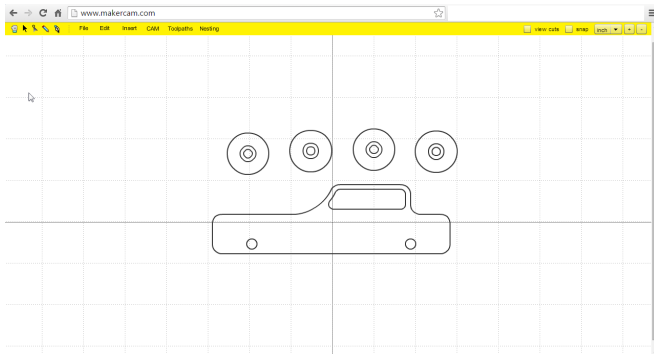 www.makercam.com
File Edit Insert CAM Toolpaths Nesting view cuts snap inch + -